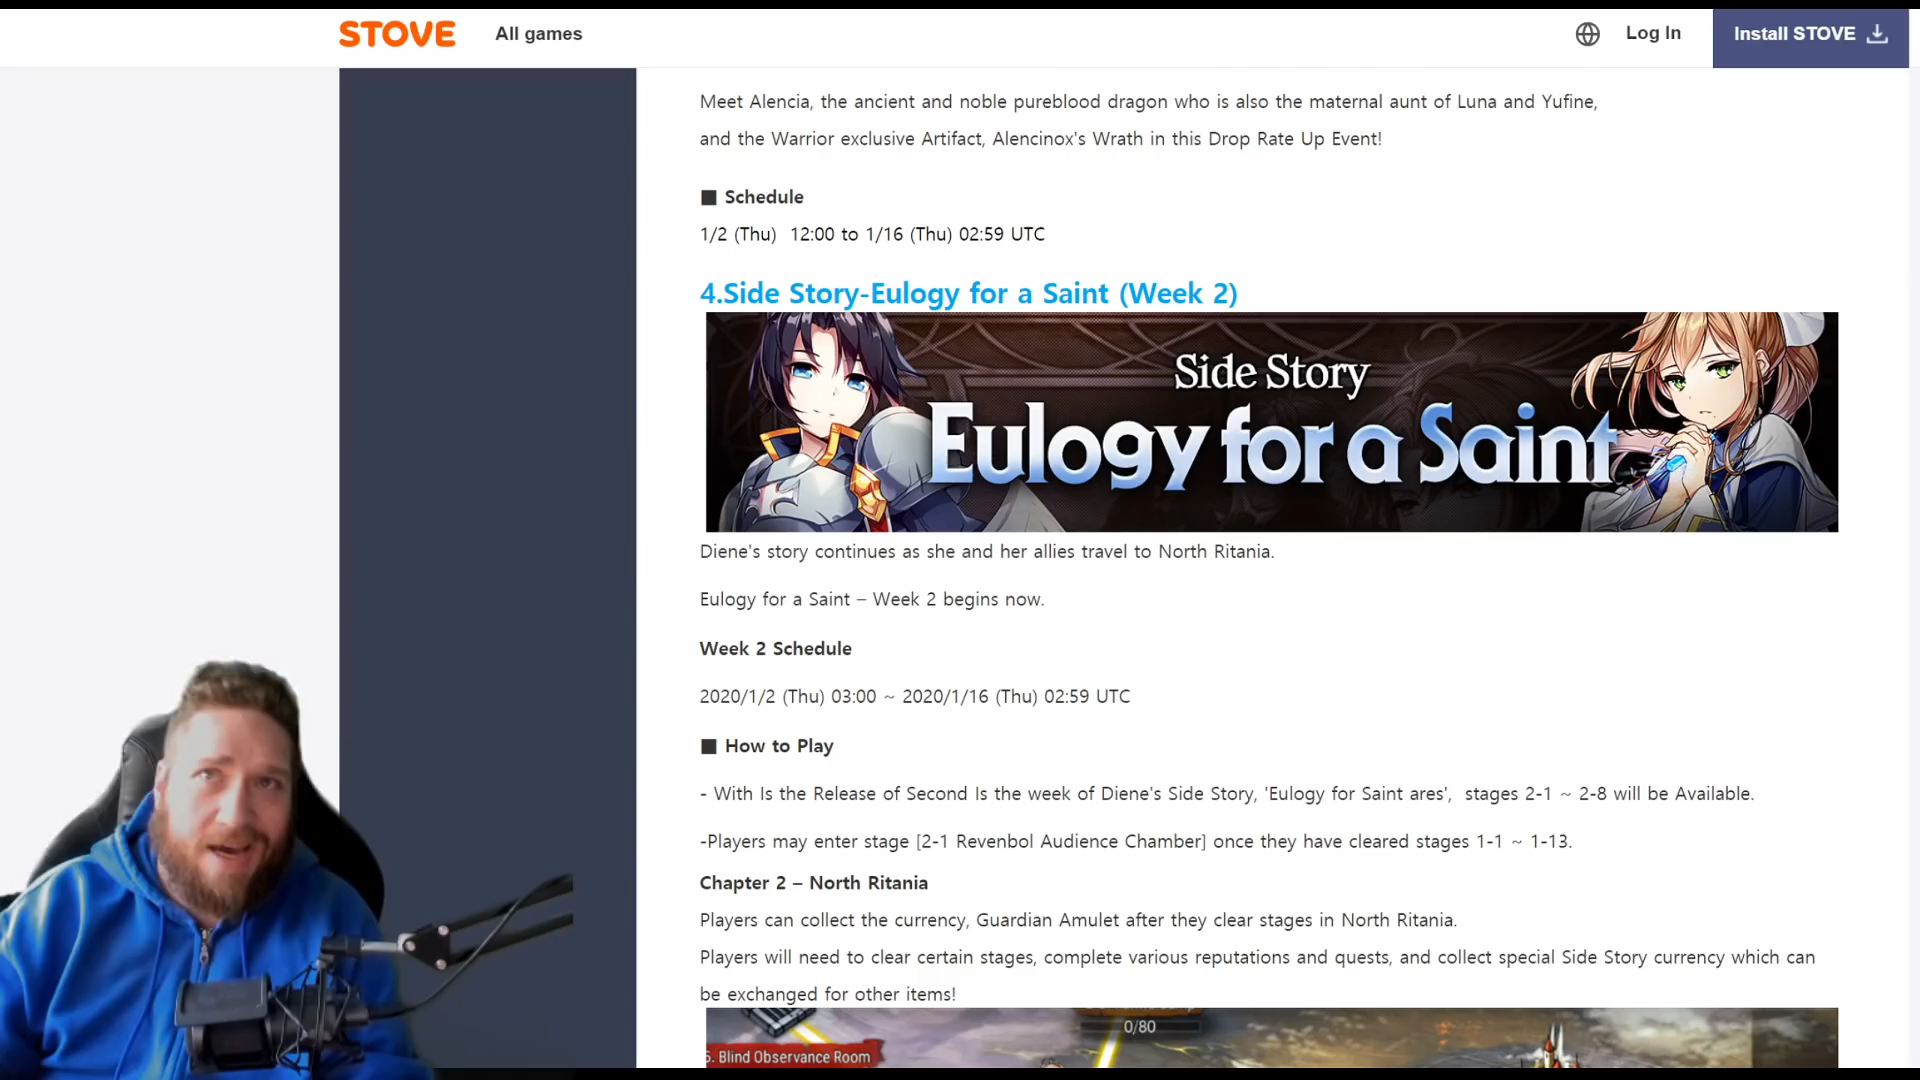 STOVE All games Log In Install STOVE
Meet Alencia, the ancient and noble pureblood dragon who is also the maternal aunt of Luna and Yufine,
and the Warrior exclusive Artifact, Alencinox's Wrath in this Drop Rate Up Event!
■ Schedule
1/2 (Thu)  12:00 to 1/16 (Thu) 02:59 UTC
4.Side Story-Eulogy for a Saint (Week 2)
Side Story
Eulogy for a Saint
Diene's story continues as she and her allies travel to North Ritania.
Eulogy for a Saint – Week 2 begins now.
Week 2 Schedule
2020/1/2 (Thu) 03:00 ~ 2020/1/16 (Thu) 02:59 UTC
■ How to Play
- With Is the Release of Second Is the week of Diene's Side Story, 'Eulogy for Saint ares',  stages 2-1 ~ 2-8 will be Available.
-Players may enter stage [2-1 Revenbol Audience Chamber] once they have cleared stages 1-1 ~ 1-13.
Chapter 2 – North Ritania
Players can collect the currency, Guardian Amulet after they clear stages in North Ritania.
Players will need to clear certain stages, complete various reputations and quests, and collect special Side Story currency which can
be exchanged for other items!
0/80
5. Blind Observance Room